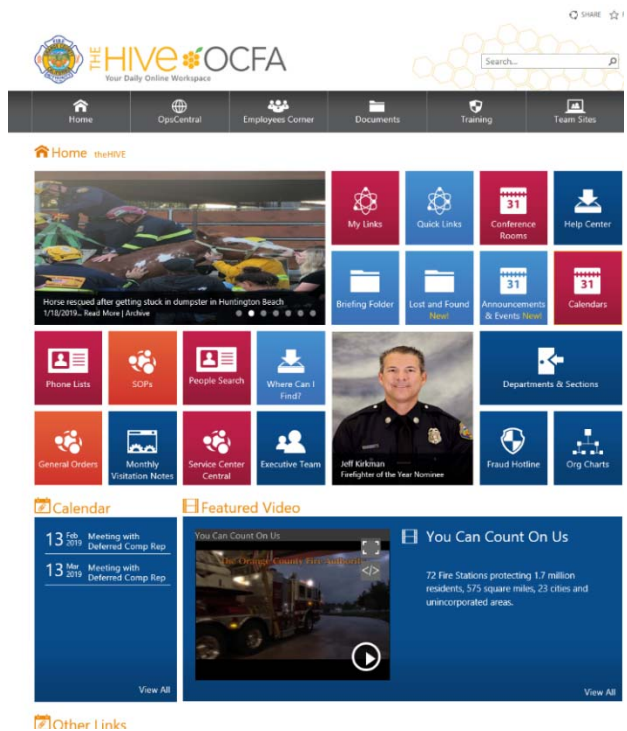 SHARE
THE HIVE OCFA
Your Daily Online Workspace
Search...
Home
OpsCentral
Employees Corner
Documents
Training
Team Sites
Home theHIVE
My Links
Quick Links
31
Conference
Rooms
Help Center
Horse rescued after getting stuck in dumpster in Huntington Beach
1/18/2019... Read More | Archive
Briefing Folder
Lost and Found
New!
31
Announcements
& Events New!
31
Calendars
Phone Lists
SOPs
People Search
Where Can I
Find?
Departments & Sections
General Orders
Monthly
Visitation Notes
Service Center
Central
Executive Team
Jeff Kirkman
Firefighter of the Year Nominee
Fraud Hotline
Org Charts
Calendar
13 Feb 2019 Meeting with
Deferred Comp Rep
13 Mar 2019 Meeting with
Deferred Comp Rep
View All
Featured Video
You Can Count On Us
The Orange County Fire Authority
</>
You Can Count On Us
72 Fire Stations protecting 1.7 million
residents, 575 square miles, 23 cities and
unincorporated areas.
View All
Other Links